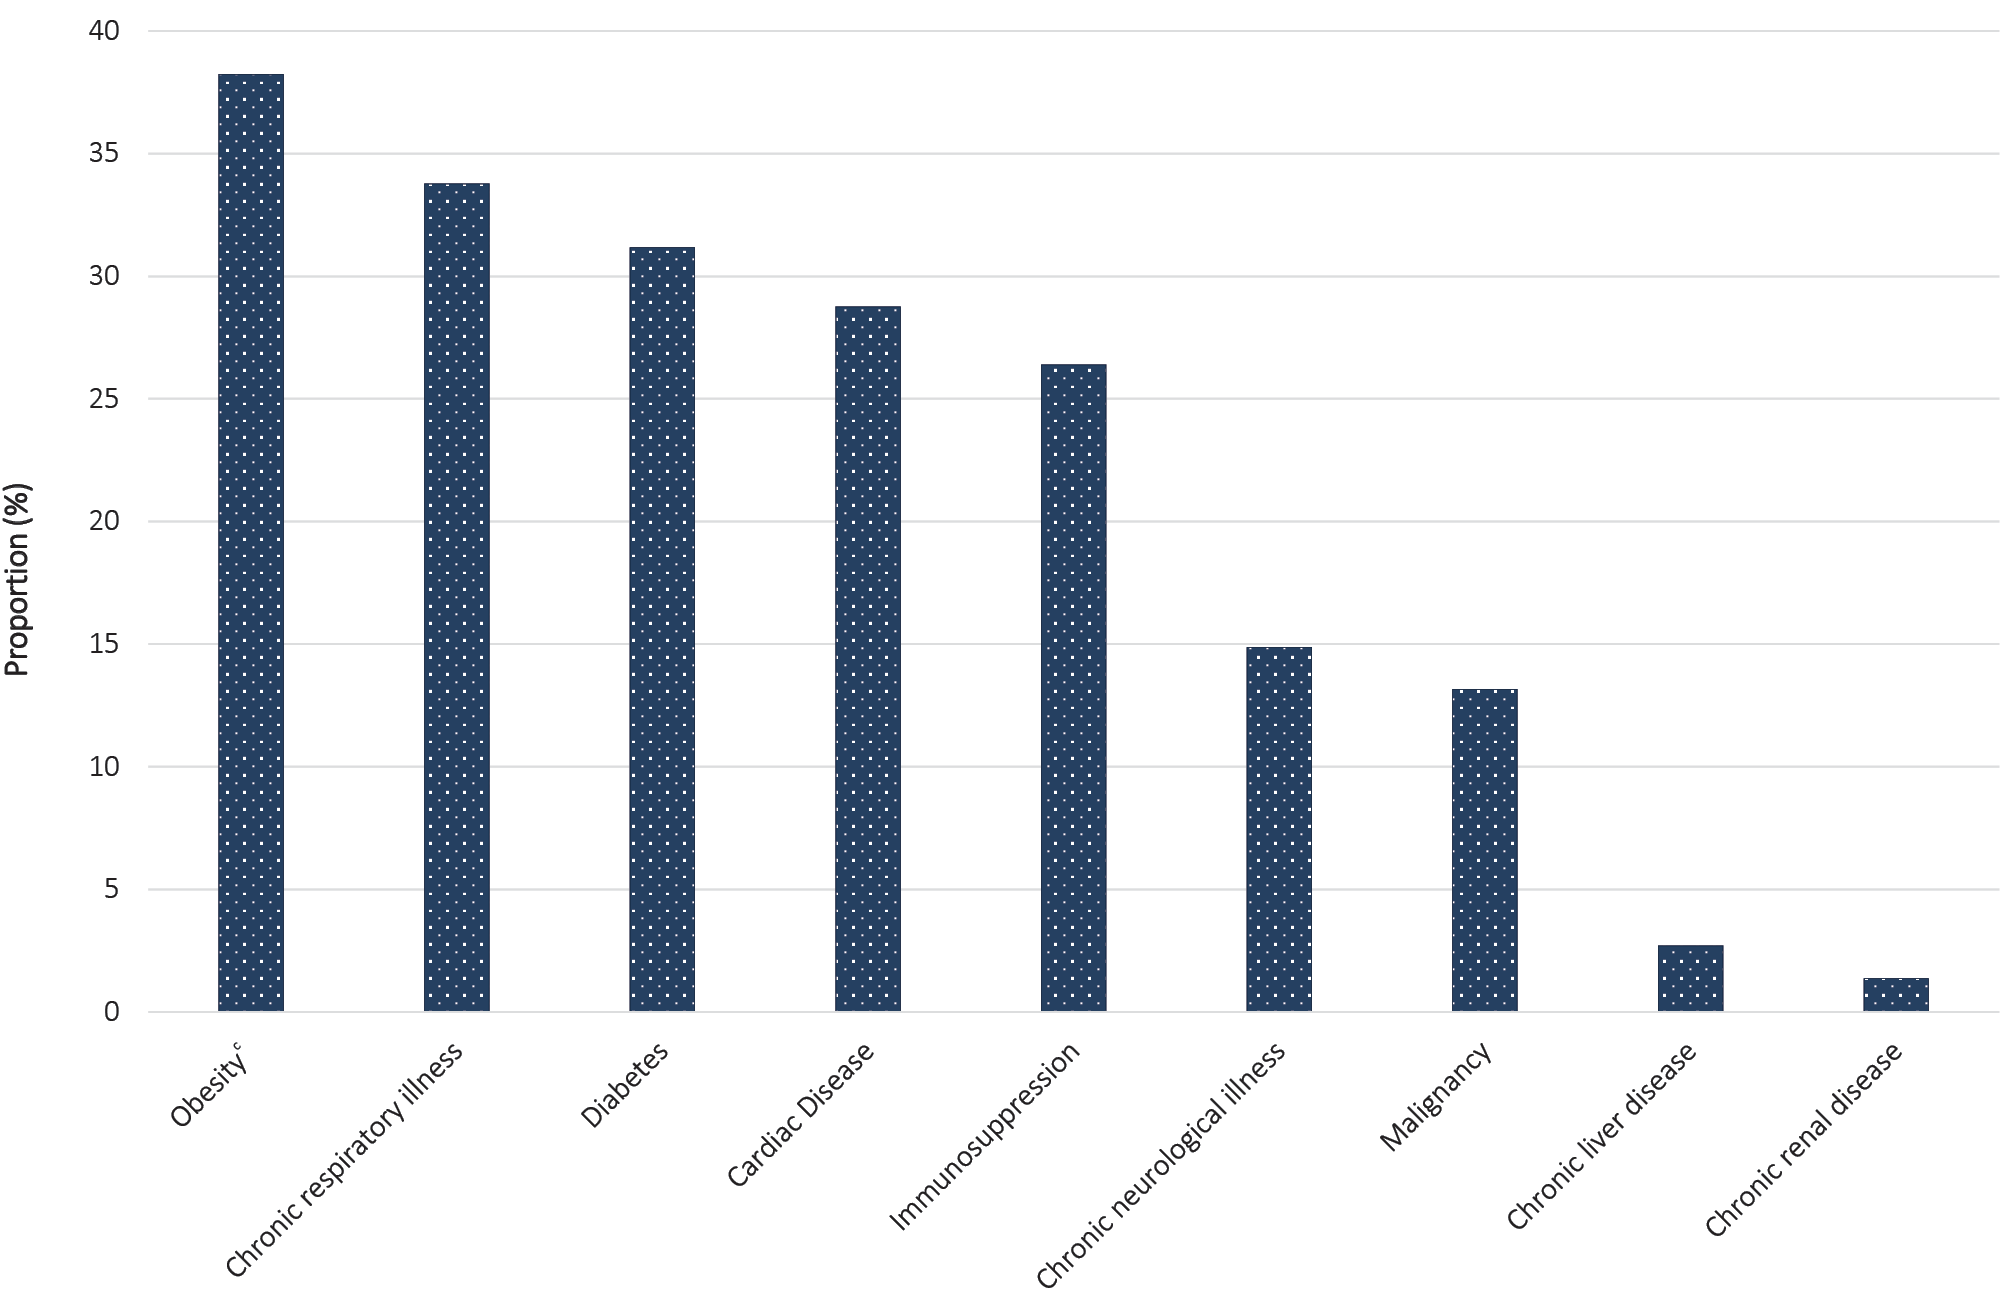 40
35
30
25
20
15
10
5
0
Proportion (%)
Obesityᶜ
Chronic respiratory illness
Diabetes
Cardiac Disease
Immunosuppression
Chronic neurological illness
Malignancy
Chronic liver disease
Chronic renal disease